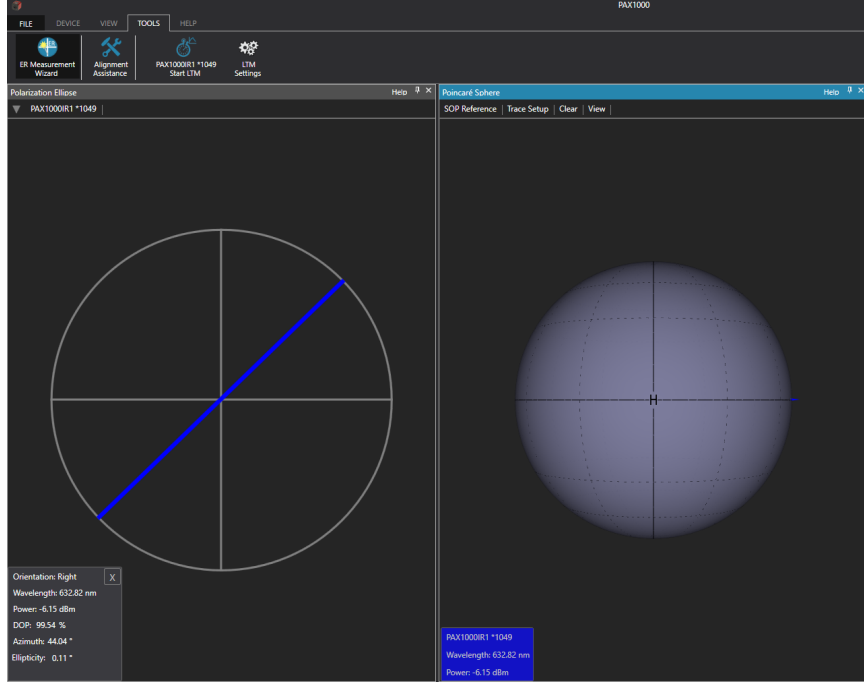 PAX1000
FILE DEVICE VIEW TOOLS HELP
ER Measurement Wizard
Alignment Assistance
PAX1000IR1 *1049 Start LTM
LTM Settings
Polarization Ellipse Help X
PAX1000IR1 *1049
Orientation: Right X
Wavelength: 632.82 nm
Power: -6.15 dBm
DOP: 99.54 %
Azimuth: 44.04 °
Ellipticity: 0.11 °
Poincaré Sphere Help X
SOP Reference | Trace Setup | Clear | View |
H
PAX1000IR1 *1049
Wavelength: 632.82 nm
Power: -6.15 dBm